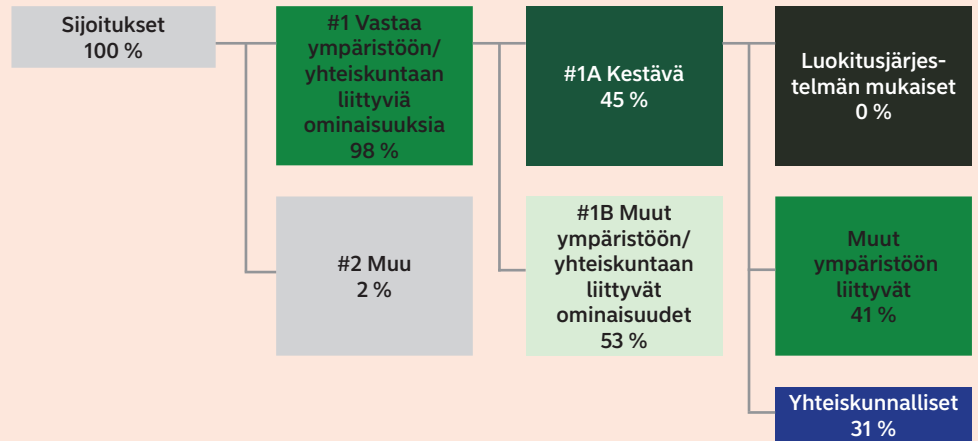 Sijoitukset
100 %
#1 Vastaa
ympäristöön/
yhteiskuntaan
liittyviä
ominaisuuksia
98 %
#2 Muu
2 %
#1A Kestävä
45 %
#1B Muut
ympäristöön/
yhteiskuntaan
liittyvät
ominaisuudet
53 %
Luokitusjärjes-
telmän mukaiset
0 %
Muut
ympäristöön
liittyvät
41 %
Yhteiskunnalliset
31 %